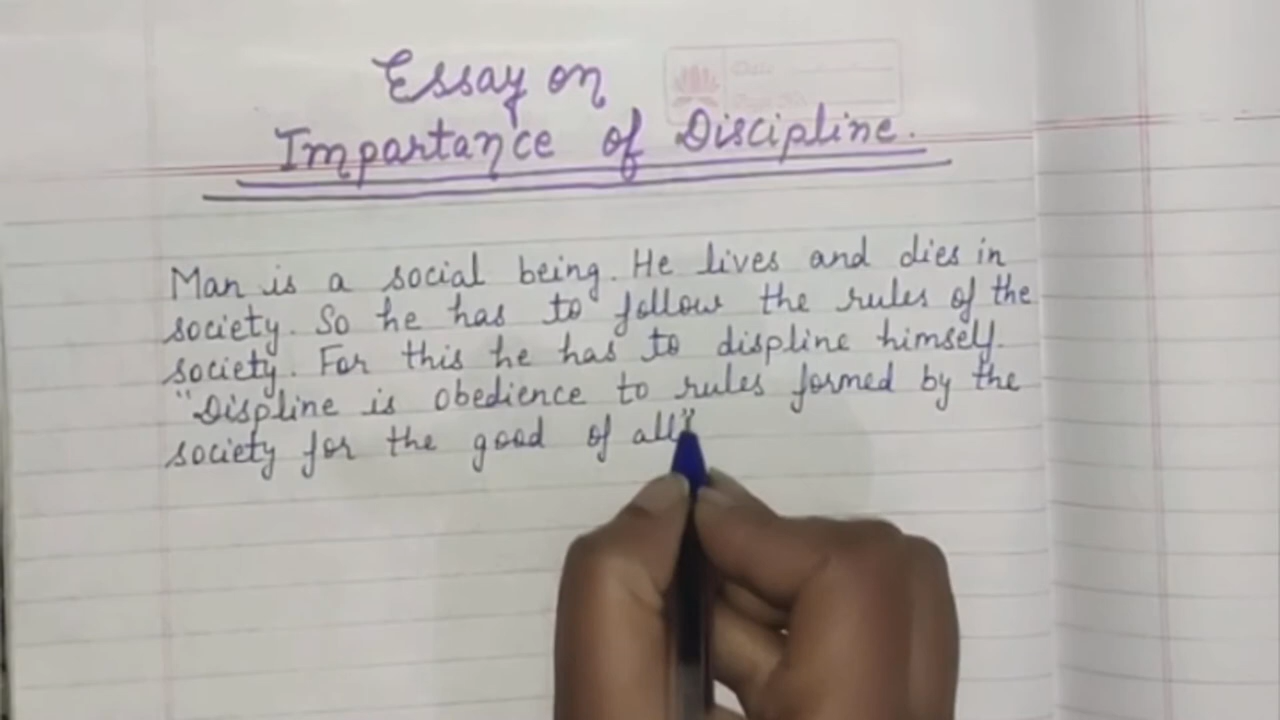 Essay on
Importance of Discipline.
Man is a social being. He lives and dies in
society. So he has to follow the rules of the
society. For this he has to displine himself.
"Displine is obedience to rules formed by the
society for the good of all"